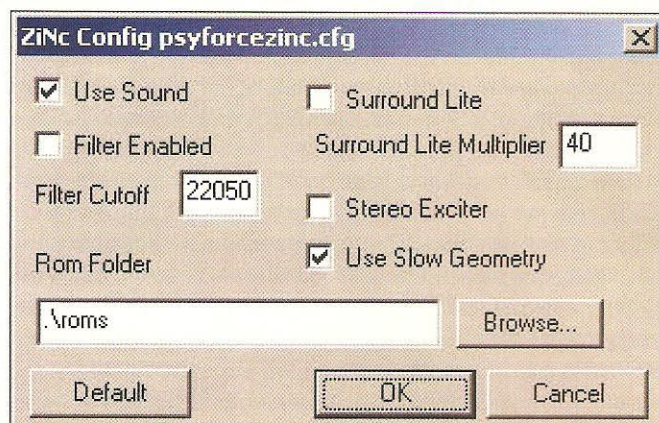 ZiNc Config psyforcezinc.cfg
Use Sound
Surround Lite
Filter Enabled
Surround Lite Multiplier 40
Filter Cutoff 22050
Stereo Exciter
Rom Folder
Use Slow Geometry
.\roms
Browse...
Default
OK
Cancel